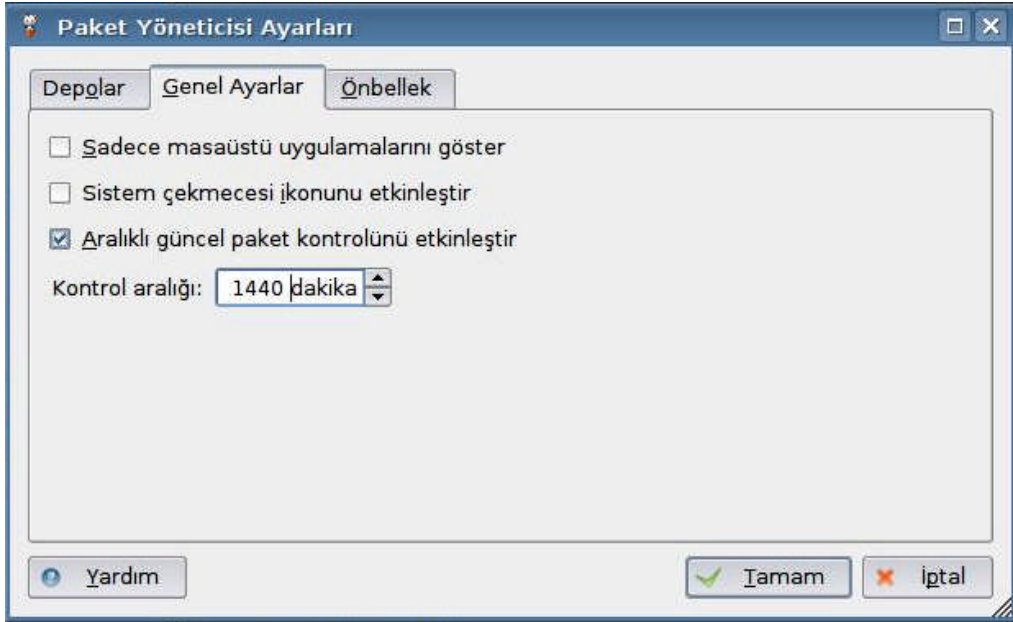 Paket Yöneticisi Ayarları
Depolar Genel Ayarlar Önbellek
Sadece masaüstü uygulamalarını göster
Sistem çekmecesi ikonunu etkinleştir
Aralıklı güncel paket kontrolünü etkinleştir
Kontrol aralığı: 1440 dakika
Yardım Tamam İptal